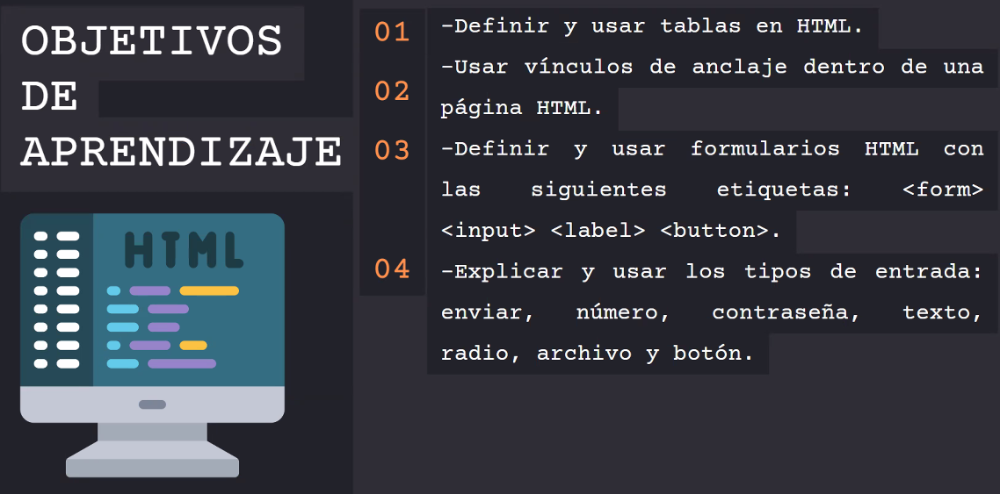 OBJETIVOS
DE
APRENDIZAJE
HTML
01
-Definir y usar tablas en HTML.
02
-Usar vínculos de anclaje dentro de una
página HTML.
03
-Definir y usar formularios HTML con
las siguientes etiquetas: <form>
<input> <label> <button>.
04
-Explicar y usar los tipos de entrada:
enviar, número, contraseña, texto,
radio, archivo y botón.